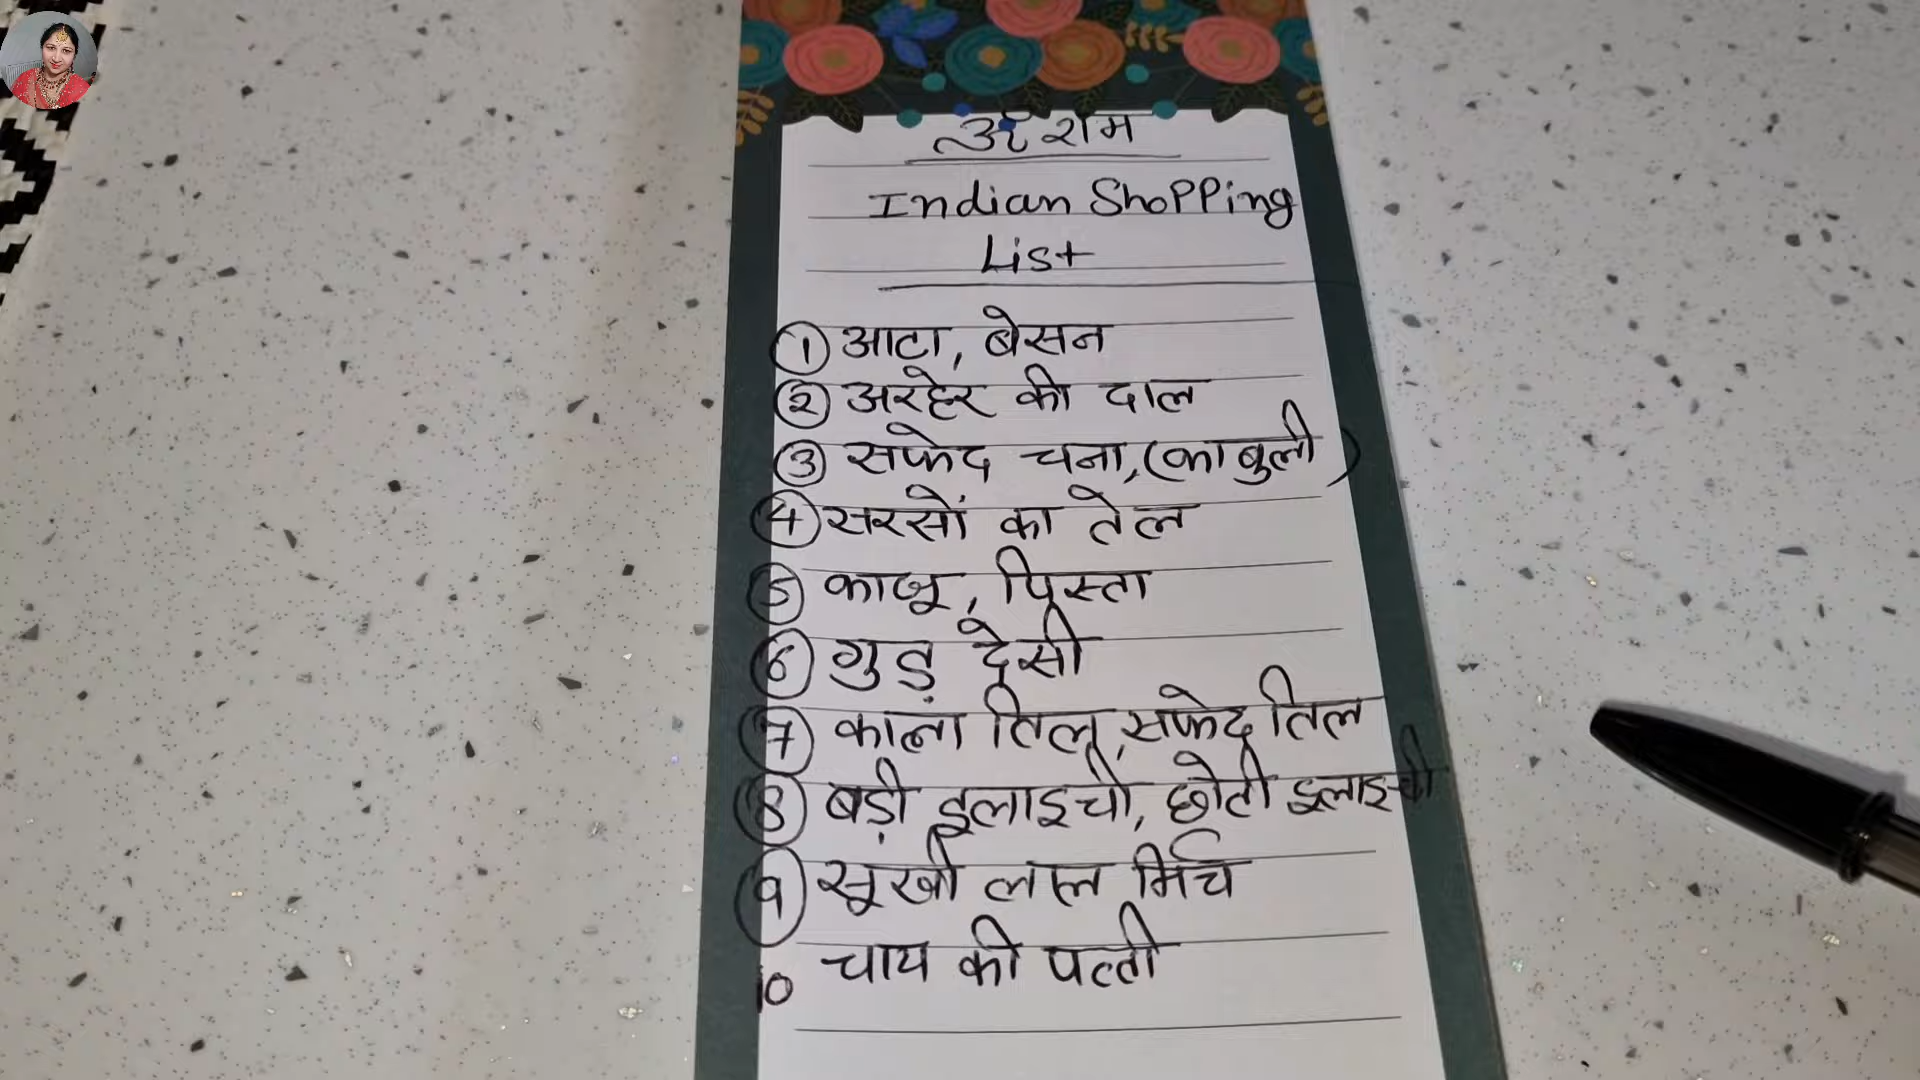 ॐ राम
Indian Shopping
List
① आटा, बेसन
② अरहेर की दाल
③ सफेद चना, (काबुली)
④ सरसों का तेल
⑤ काजू, पिस्ता
⑥ गुड़ देसी
⑦ काला तिल, सफेद तिल
⑧ बड़ी इलाइची, छोटी इलाइची
⑨ सूखी लाल मिर्च
10 चाय की पत्ती